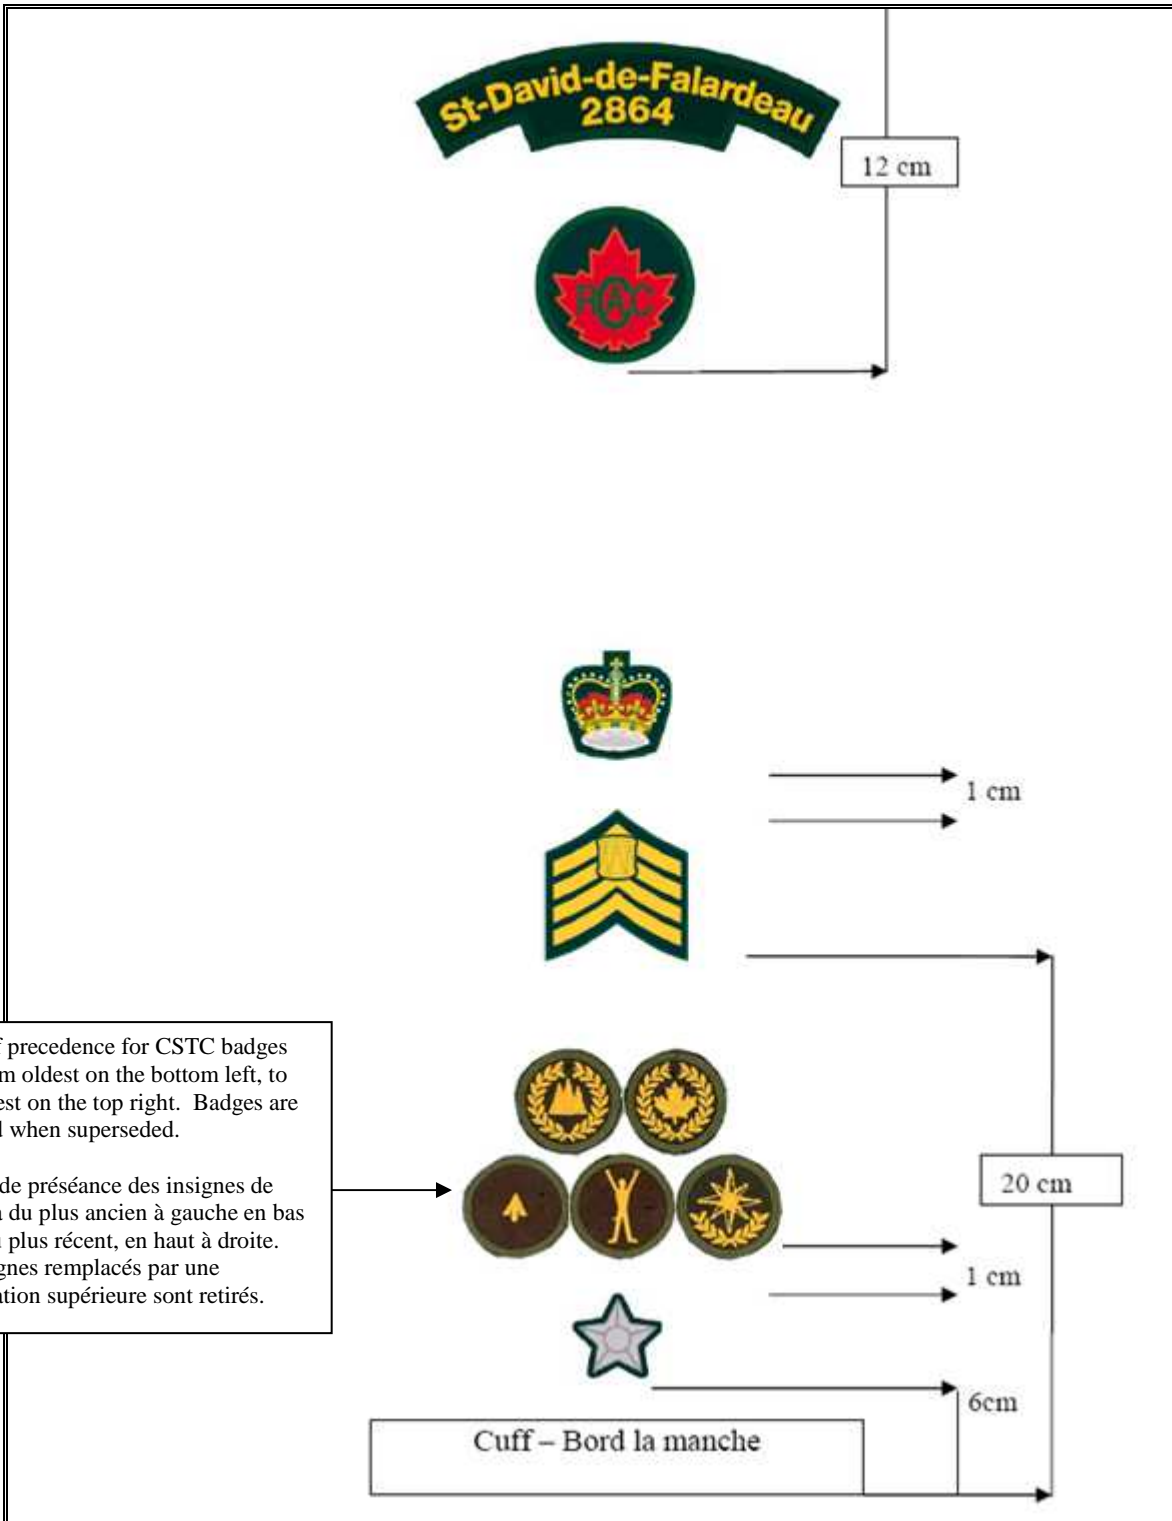 St-David-de-Falardeau
2864
12 cm
RAC
1 cm
precedence for CSTC badges
oldest on the bottom left, to
on the top right. Badges are
when superseded.
de préséance des insignes de
du plus ancien à gauche en bas
plus récent, en haut à droite.
remplacés par une
supérieure sont retirés.
20 cm
1 cm
6cm
Cuff – Bord la manche